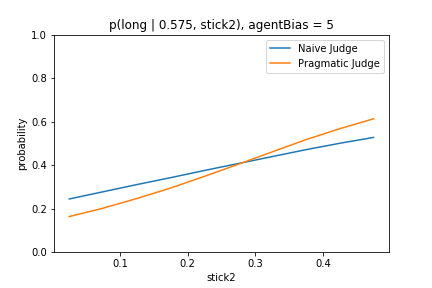 p(long | 0.575, stick2), agentBias = 5
1.0
0.8
0.6
0.4
0.2
0.0
probability
Naive Judge
Pragmatic Judge
0.1 0.2 0.3 0.4
stick2